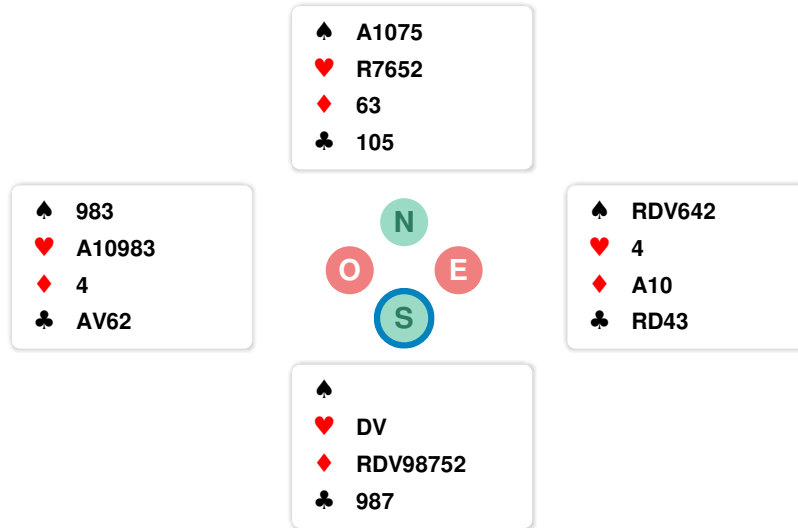 ♠ A1075
♥ R7652
♦ 63
♣ 105
♠ 983
♥ A10983
♦ 4
♣ AV62
N
O E
S
♠ RDV642
♥ 4
♦ A10
♣ RD43
♠
♥ DV
♦ RDV98752
♣ 987